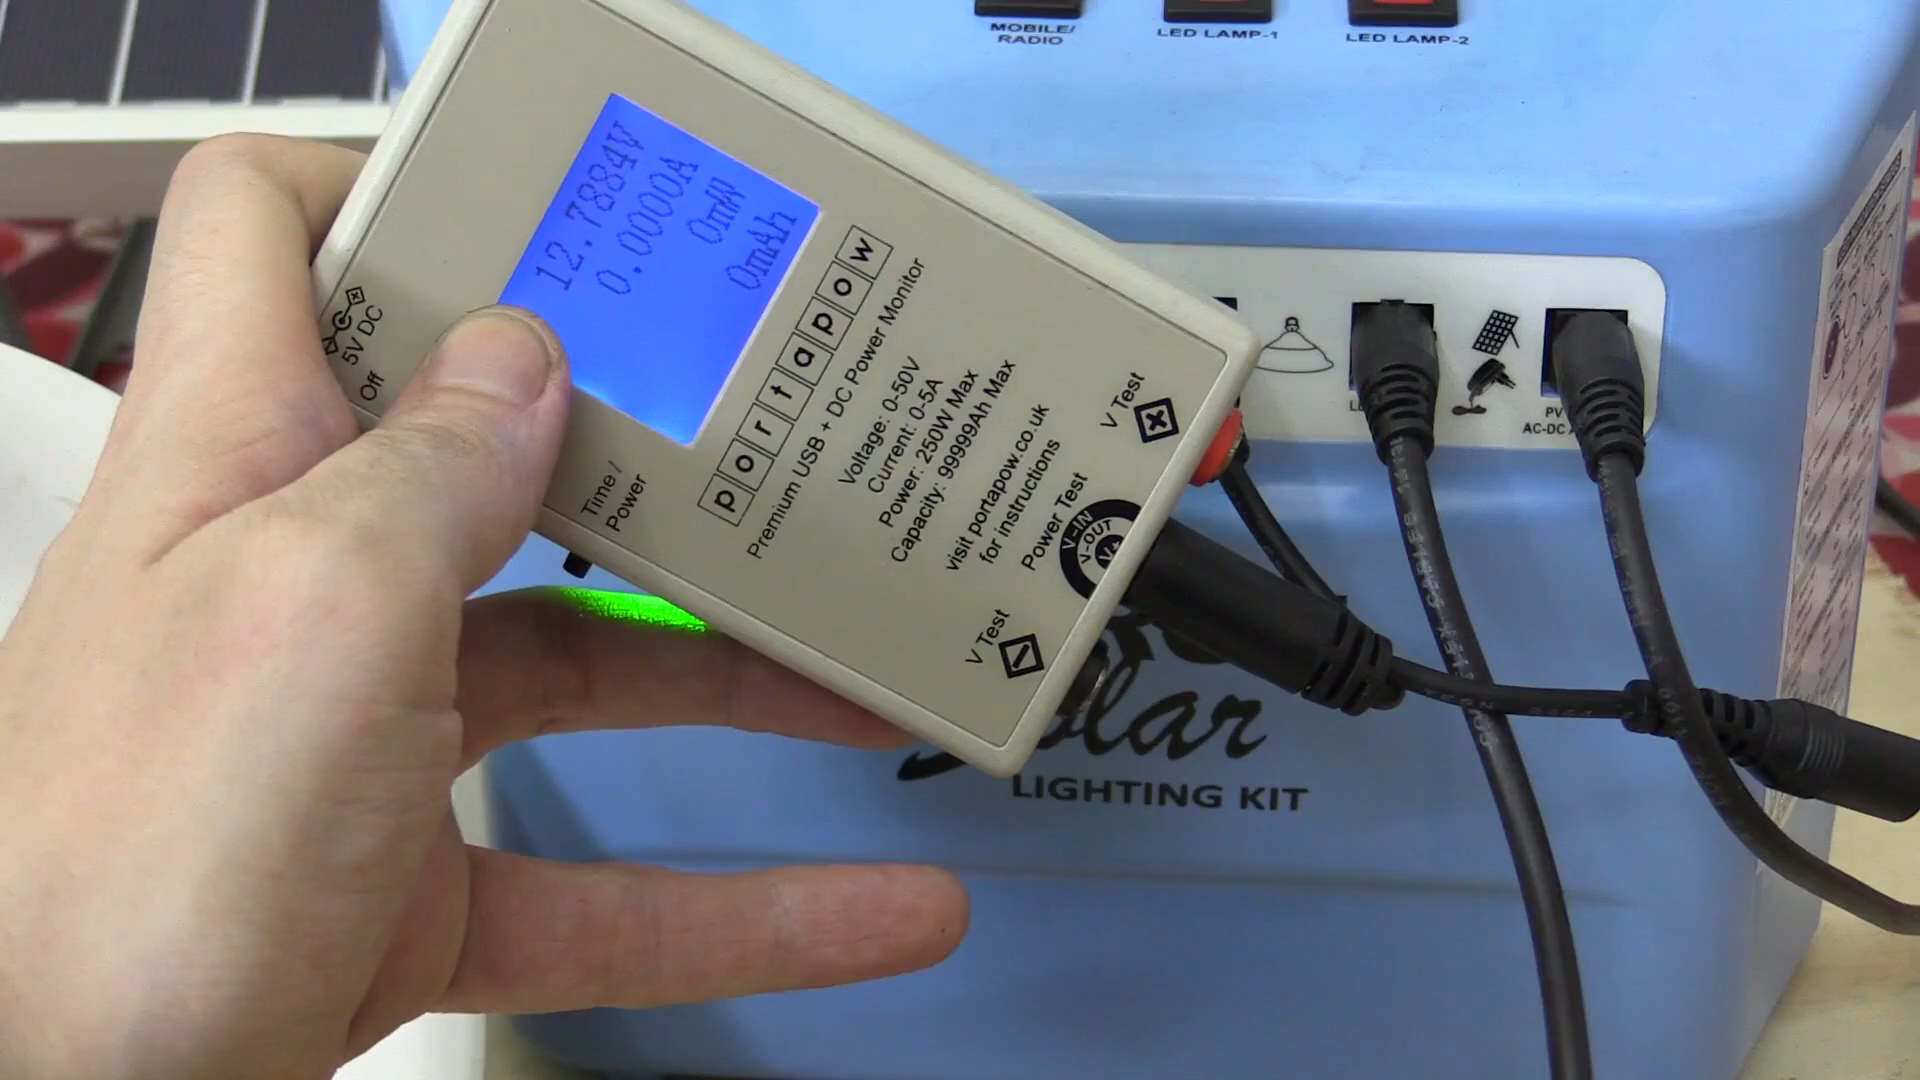 MOBILE/
RADIO
LED LAMP-1
LED LAMP-2
12.7884V
0.0000A
0mW
0mAh
5V DC
Off
Time /
Power
portapow
Premium USB + DC Power Monitor
Voltage: 0-50V
Current: 0-5A
Power: 250W Max
Capacity: 99999Ah Max
visit portapow.co.uk
for instructions
Power Test
V-IN
V-OUT
V+
V Test
V Test
PV
AC-DC
LIGHTING KIT